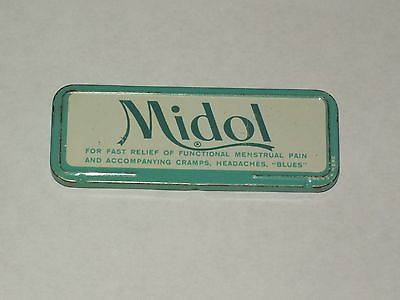 Midol
®
FOR FAST RELIEF OF FUNCTIONAL MENSTRUAL PAIN
AND ACCOMPANYING CRAMPS, HEADACHES, "BLUES"